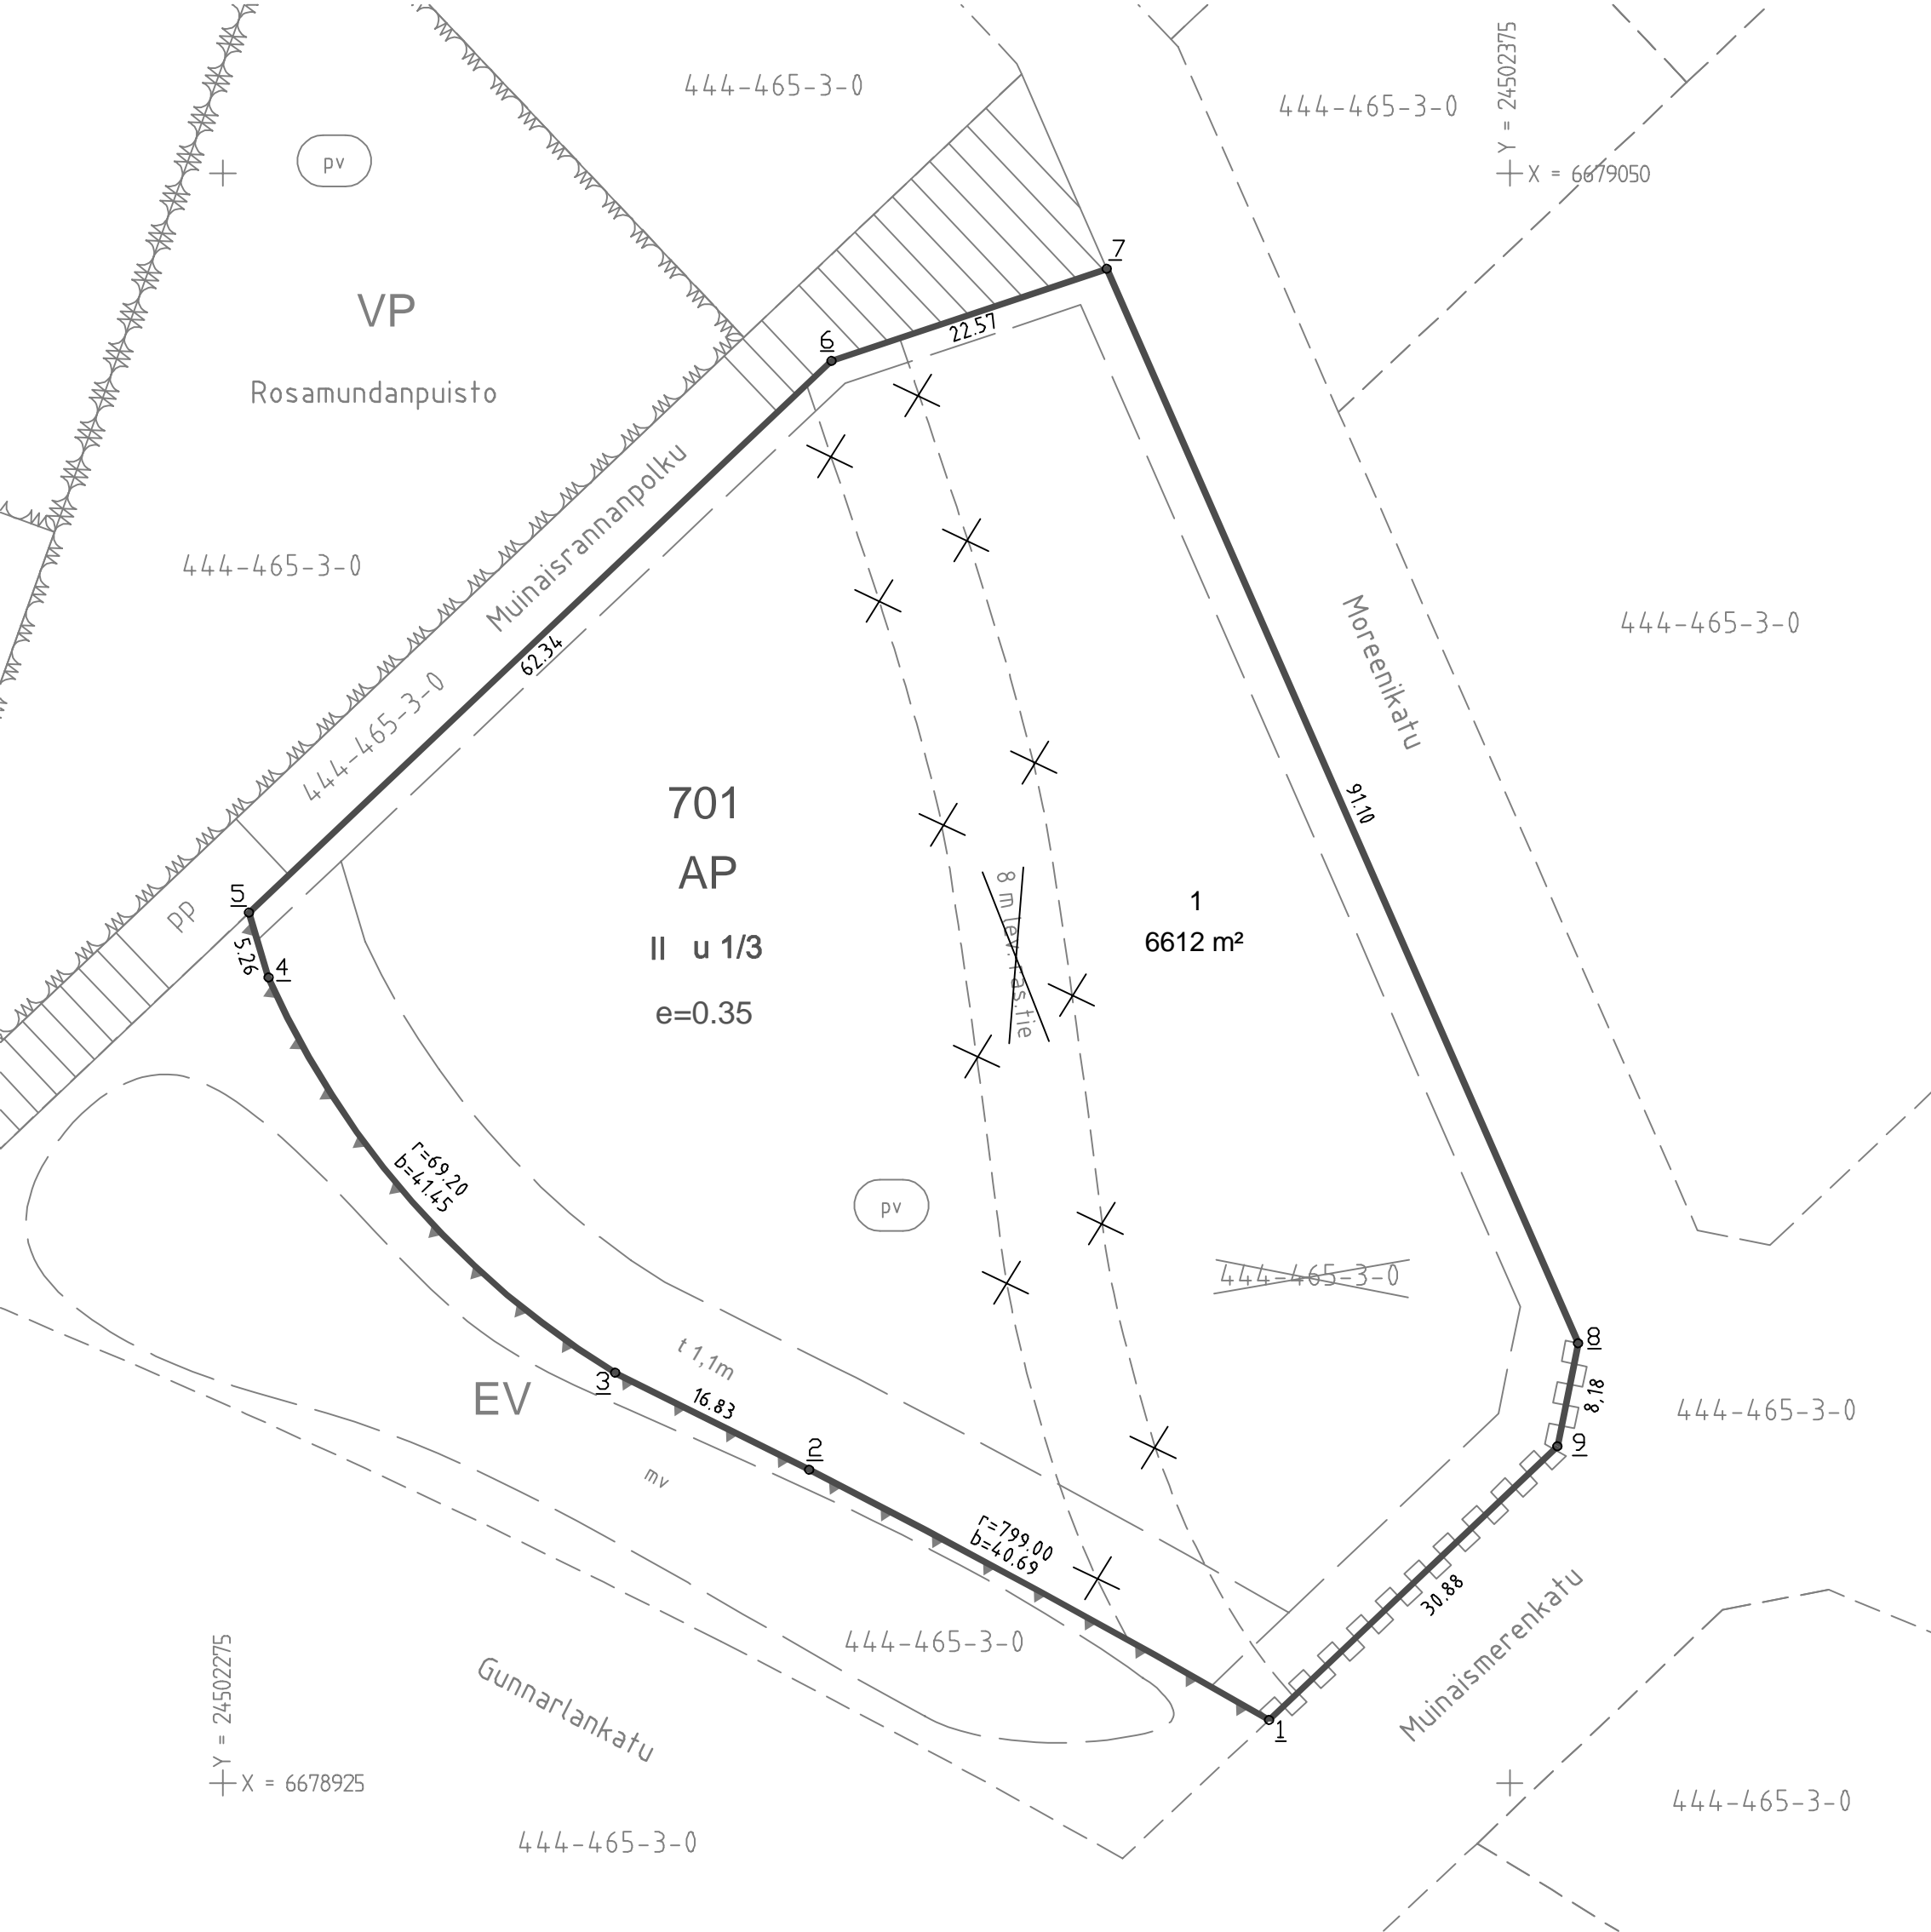 444-465-3-0
444-465-3-0
Y = 24502375
X = 6679050
pv
VP
Rosamundanpuisto
7
6
22.57
Muinaisrannanpolku
444-465-3-0
62.34
444-465-3-0
Moreenikatu
444-465-3-0
91.10
701
AP
II u 1/3
e=0.35
8 m lev.ras.tie
1
6612 m²
5
pp
5.26
4
r=69.20
b=41.45
pv
444-465-3-0
8
8,18
9
444-465-3-0
t 1,1m
3
16.83
EV
2
mv
r=799.00
b=40.69
30.88
Muinaismerenkatu
444-465-3-0
1
Gunnarlankatu
Y = 24502275
X = 6678925
444-465-3-0
444-465-3-0